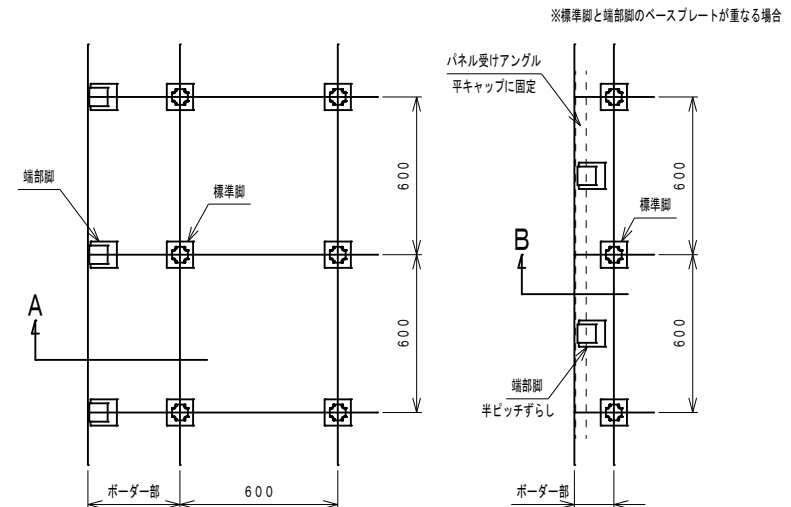 ※標準脚と端部脚のベースプレートが重なる場合
パネル受けアングル
平キャップに固定
端部脚
標準脚
600
600
A
ボーダー部
600
標準脚
600
B
600
端部脚
半ピッチずらし
ボーダー部